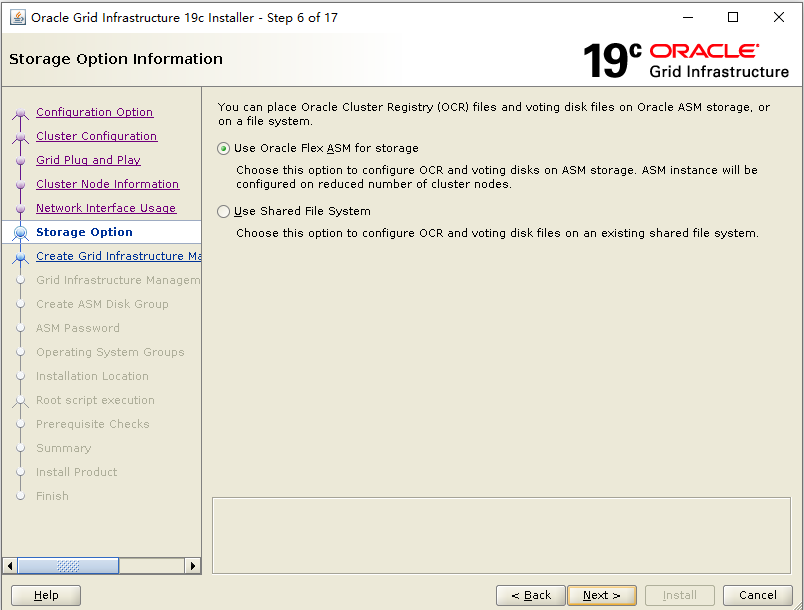 Oracle Grid Infrastructure 19c Installer - Step 6 of 17
Storage Option Information
19c ORACLE
Grid Infrastructure
Configuration Option
Cluster Configuration
Grid Plug and Play
Cluster Node Information
Network Interface Usage
Storage Option
Create Grid Infrastructure Ma
Grid Infrastructure Managem
Create ASM Disk Group
ASM Password
Operating System Groups
Installation Location
Root script execution
Prerequisite Checks
Summary
Install Product
Finish
You can place Oracle Cluster Registry (OCR) files and voting disk files on Oracle ASM storage, or
on a file system.
Use Oracle Flex ASM for storage
Choose this option to configure OCR and voting disks on ASM storage. ASM instance will be
configured on reduced number of cluster nodes.
Use Shared File System
Choose this option to configure OCR and voting disk files on an existing shared file system.
Help
< Back
Next >
Install
Cancel